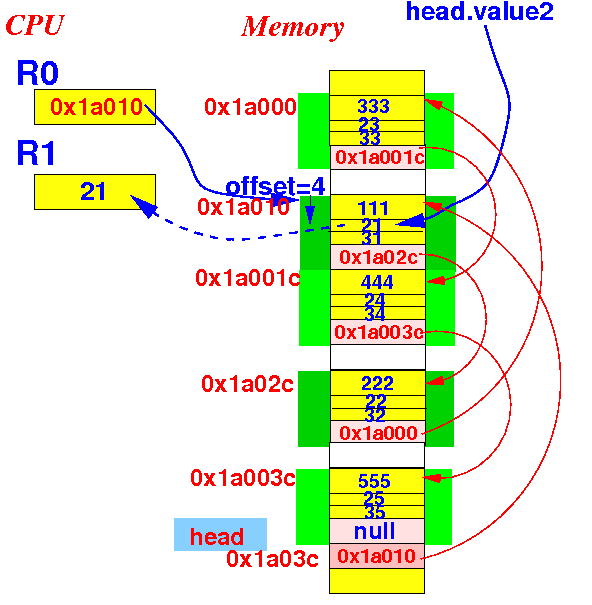 CPU
Memory
head.value2
R0
0x1a010
R1
21
0x1a000
333
23
33
0x1a001c
offset=4
0x1a010
111
21
31
0x1a02c
0x1a001c
444
24
34
0x1a003c
0x1a02c
222
22
32
0x1a000
0x1a003c
555
25
35
null
head
0x1a03c
0x1a010